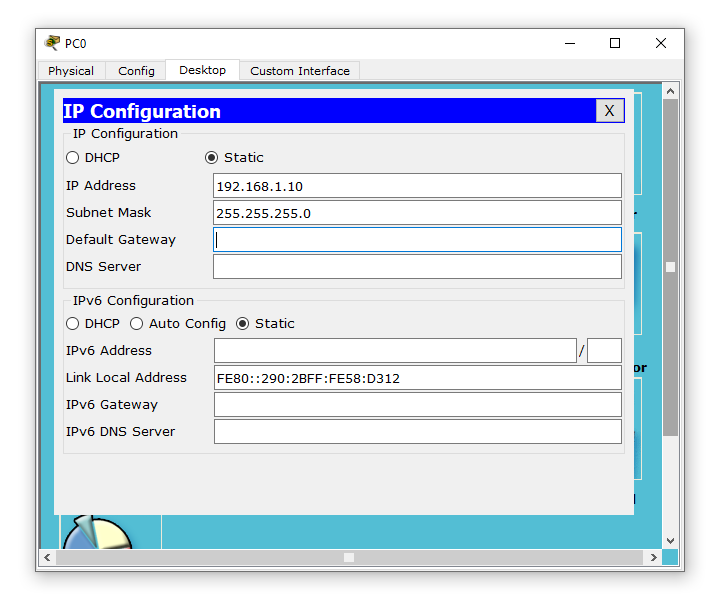 PC0
Physical Config Desktop Custom Interface
IP Configuration X
IP Configuration
DHCP Static
IP Address 192.168.1.10
Subnet Mask 255.255.255.0
Default Gateway
DNS Server
IPv6 Configuration
DHCP Auto Config Static
IPv6 Address /
Link Local Address FE80::290:2BFF:FE58:D312
IPv6 Gateway
IPv6 DNS Server